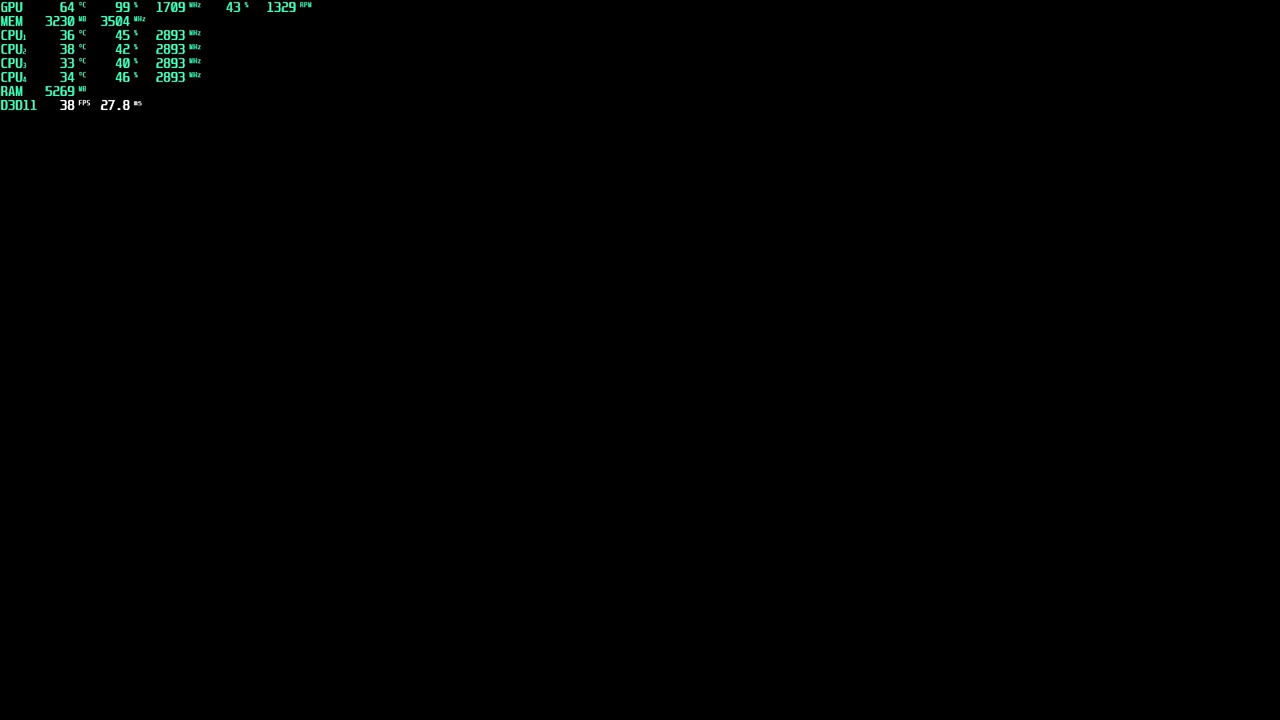 GPU 64 °C 99 % 1709 MHz 43 % 1329 RPM
MEM 3230 MB 3504 MHz
CPU1 36 °C 45 % 2893 MHz
CPU2 38 °C 42 % 2893 MHz
CPU3 33 °C 40 % 2893 MHz
CPU4 34 °C 46 % 2893 MHz
RAM 5269 MB
D3D11 38 FPS 27.8 ms